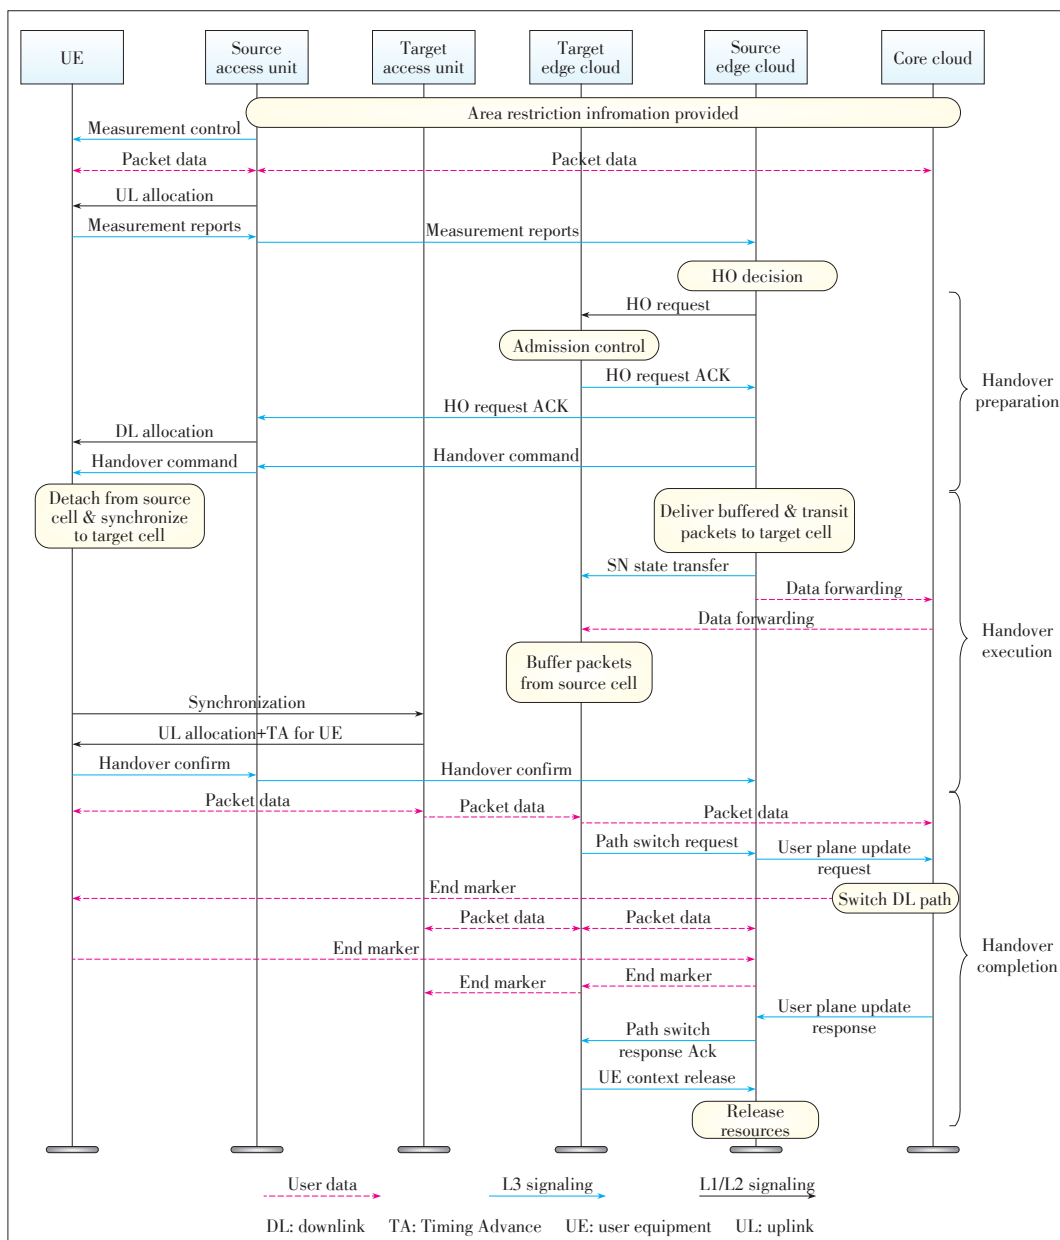 UE
Source
access unit
Target
access unit
Target
edge cloud
Source
edge cloud
Core cloud
Area restriction infromation provided
Measurement control
Packet data
Packet data
UL allocation
Measurement reports
Measurement reports
HO decision
HO request
Admission control
HO request ACK
HO request ACK
DL allocation
Handover command
Handover command
Handover
preparation
Detach from source
cell & synchronize
to target cell
Deliver buffered & transit
packets to target cell
SN state transfer
Data forwarding
Data forwarding
Buffer packets
from source cell
Handover
execution
Synchronization
UL allocation+TA for UE
Handover confirm
Handover confirm
Packet data
Packet data
Packet data
Path switch request
User plane update
request
End marker
Switch DL path
Packet data
Packet data
End marker
Handover
completion
End marker
End marker
User plane update
response
Path switch
response Ack
UE context release
Release
resources
User data
L3 signaling
L1/L2 signaling
DL: downlink TA: Timing Advance UE: user equipment UL: uplink